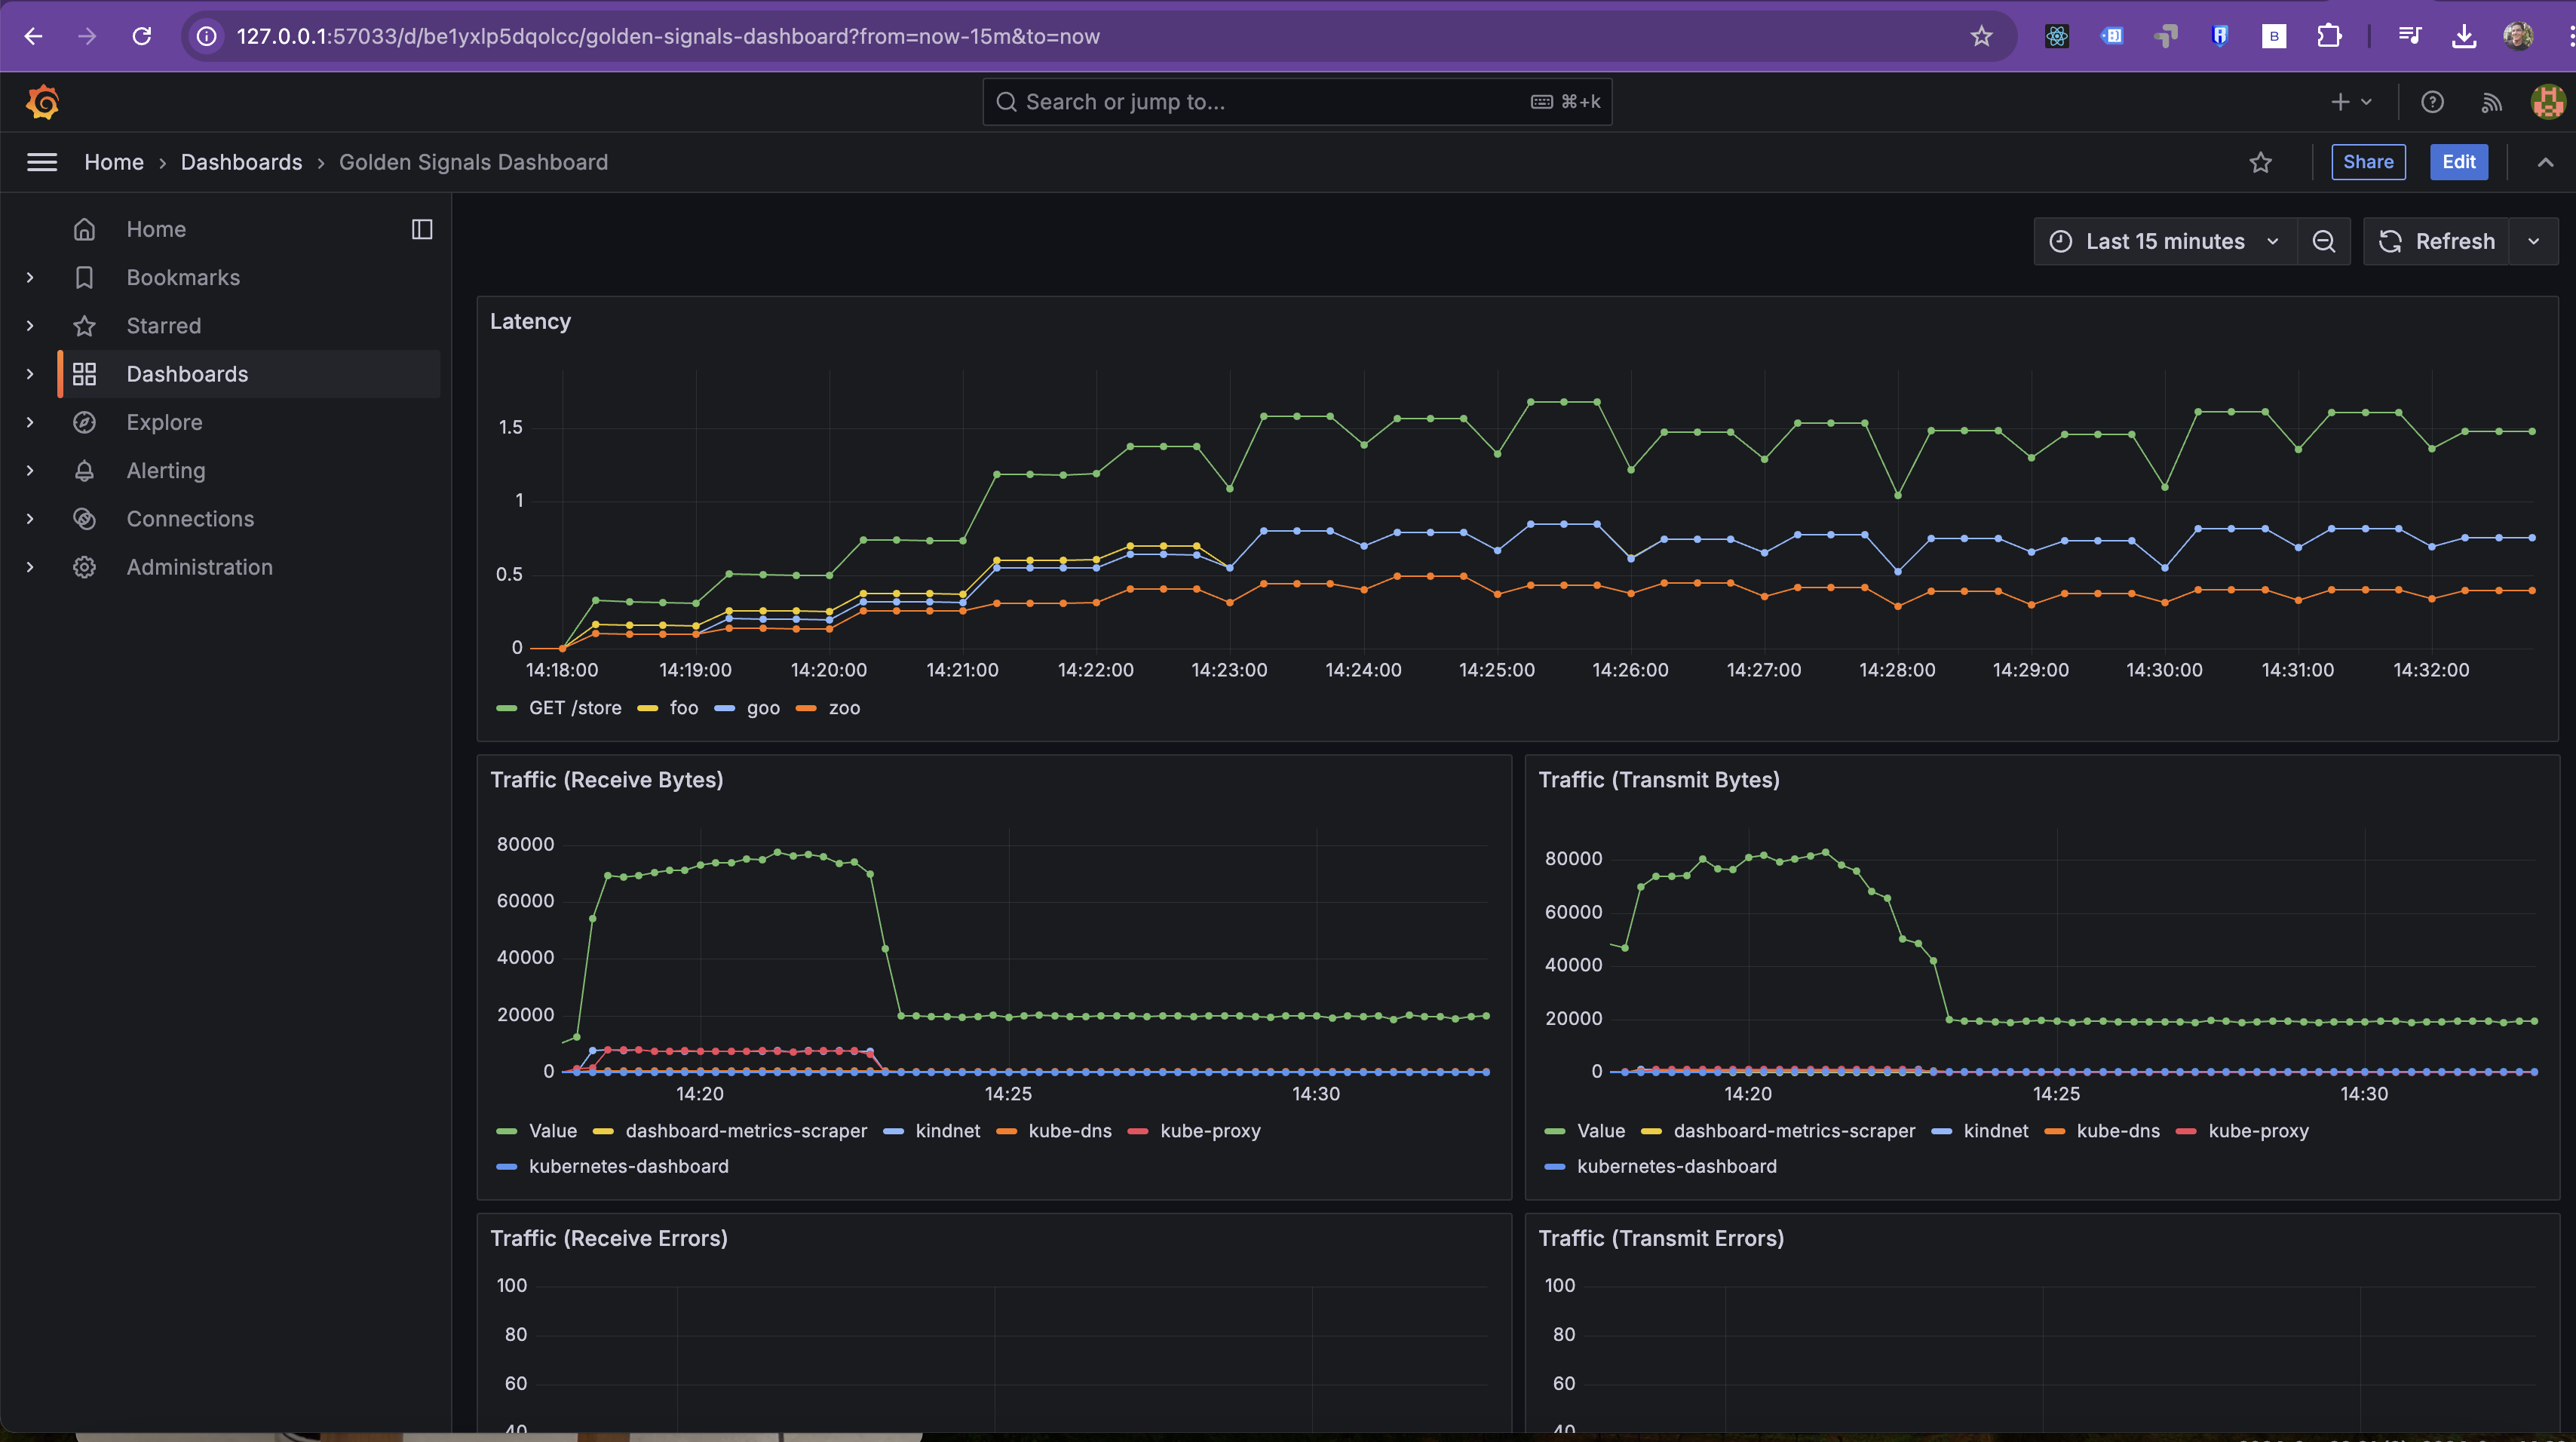 127.0.0.1:57033/d/be1yxlp5dqolcc/golden-signals-dashboard?from=now-15m&to=now
B
Search or jump to... ⌘+k
Home › Dashboards › Golden Signals Dashboard
Share
Edit
Home
Bookmarks
Starred
Dashboards
Explore
Alerting
Connections
Administration
Last 15 minutes
Refresh
Latency
1.5
1
0.5
0
14:18:00 14:19:00 14:20:00 14:21:00 14:22:00 14:23:00 14:24:00 14:25:00 14:26:00 14:27:00 14:28:00 14:29:00 14:30:00 14:31:00 14:32:00
GET /store foo goo zoo
Traffic (Receive Bytes)
80000
60000
40000
20000
0
14:20 14:25 14:30
Value dashboard-metrics-scraper kindnet kube-dns kube-proxy
kubernetes-dashboard
Traffic (Transmit Bytes)
80000
60000
40000
20000
0
14:20 14:25 14:30
Value dashboard-metrics-scraper kindnet kube-dns kube-proxy
kubernetes-dashboard
Traffic (Receive Errors)
100
80
60
40
Traffic (Transmit Errors)
100
80
60
40